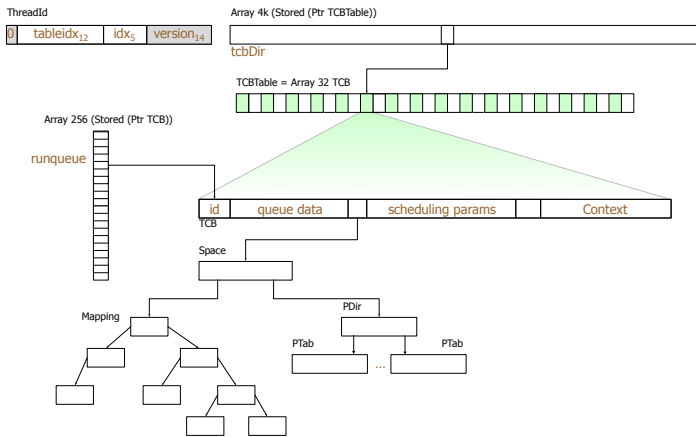 ThreadId
0 tableidx12 idx5 version14
Array 4k (Stored (Ptr TCBTable))
tcbDir
TCBTable = Array 32 TCB
Array 256 (Stored (Ptr TCB))
runqueue
id queue data scheduling params Context
TCB
Space
Mapping
PDir
PTab PTab
...